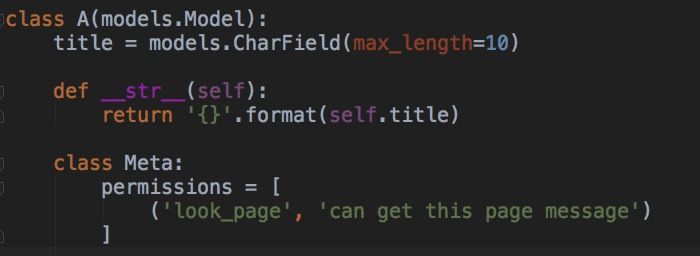 class A(models.Model):
    title = models.CharField(max_length=10)

    def __str__(self):
        return '{}'.format(self.title)

    class Meta:
        permissions = [
            ('look_page', 'can get this page message')
        ]